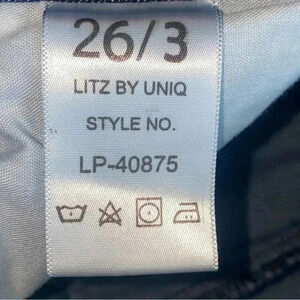 26/3
LITZ BY UNIQ
STYLE NO.
LP-40875